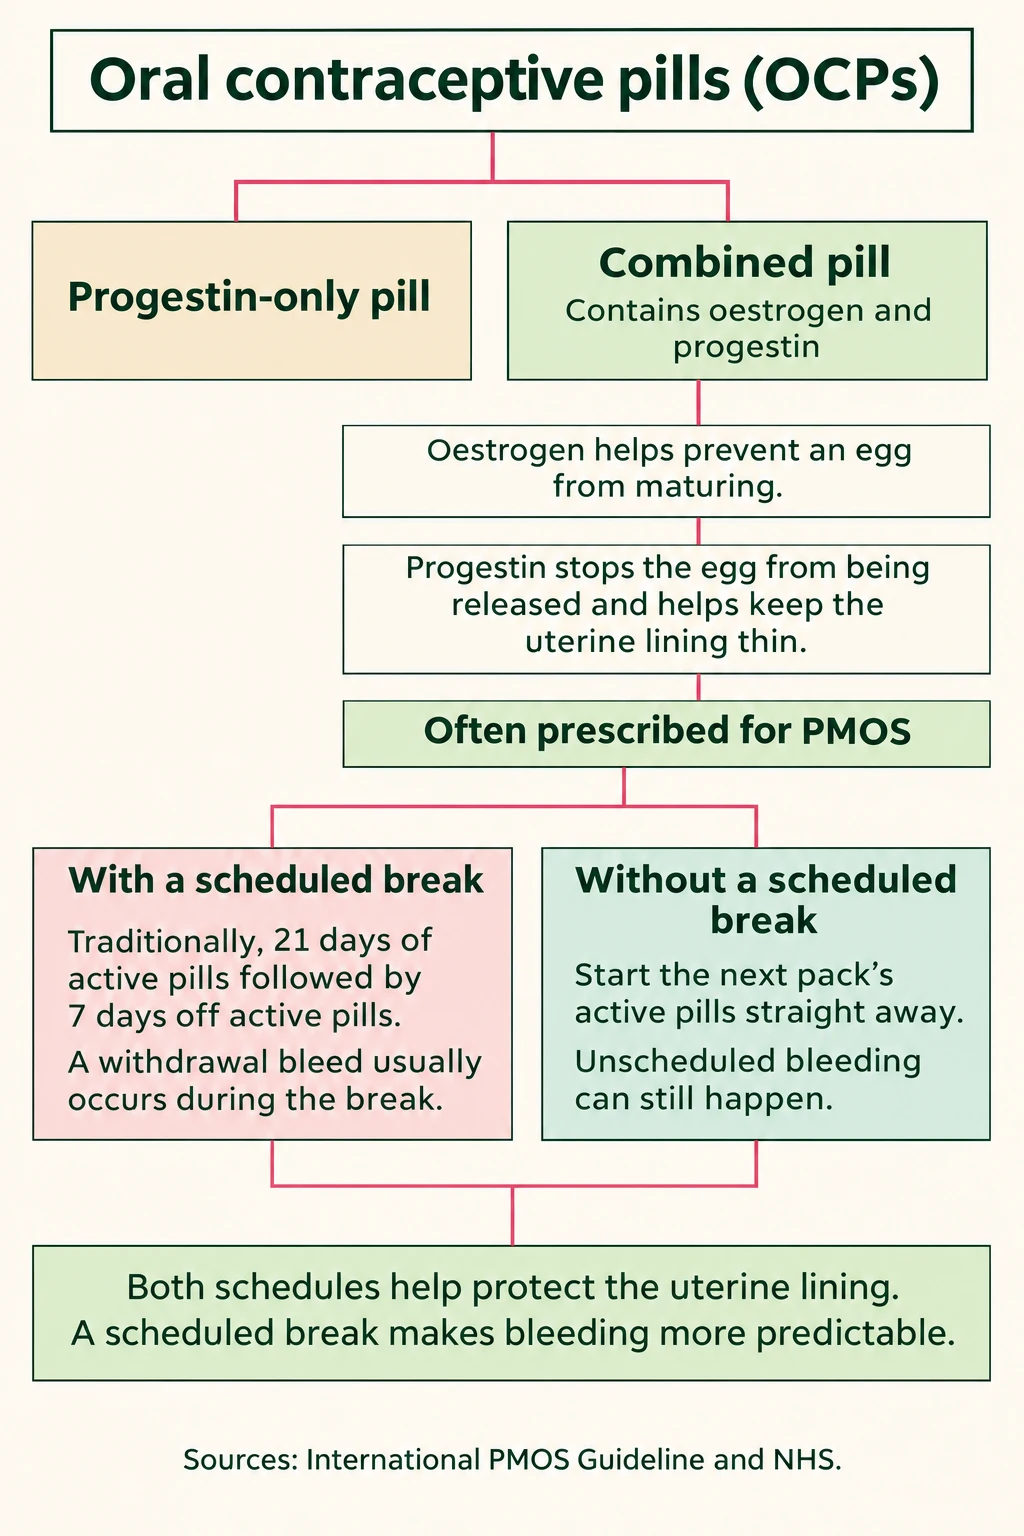 Oral contraceptive pills (OCPs)
Progestin-only pill
Combined pill
Contains oestrogen and
progestin
Oestrogen helps prevent an egg
from maturing.
Progestin stops the egg from being
released and helps keep the
uterine lining thin.
Often prescribed for PMOS
With a scheduled break
Traditionally, 21 days of
active pills followed by
7 days off active pills.
A withdrawal bleed usually
occurs during the break.
Without a scheduled
break
Start the next pack’s
active pills straight away.
Unscheduled bleeding
can still happen.
Both schedules help protect the uterine lining.
A scheduled break makes bleeding more predictable.
Sources: International PMOS Guideline and NHS.